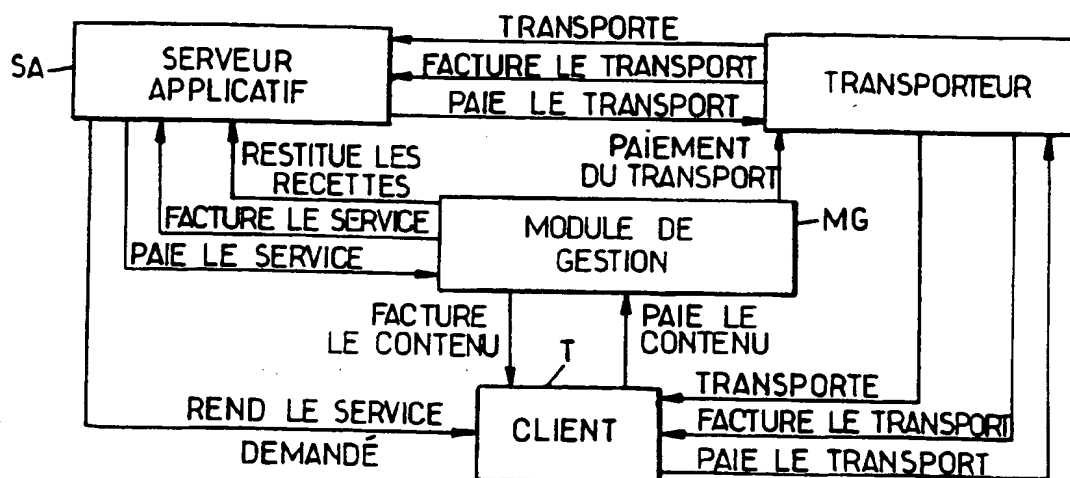 TRANSPORTE
SA
SERVEUR
APPLICATIF
FACTURE LE TRANSPORT
PAIE LE TRANSPORT
TRANSPORTEUR
RESTITUE LES
RECETTES
PAIEMENT
DU TRANSPORT
FACTURE LE SERVICE
PAIE LE SERVICE
MODULE DE
GESTION
MG
FACTURE
LE CONTENU
PAIE LE
CONTENU
T
REND LE SERVICE
DEMANDÉ
CLIENT
TRANSPORTE
FACTURE LE TRANSPORT
PAIE LE TRANSPORT